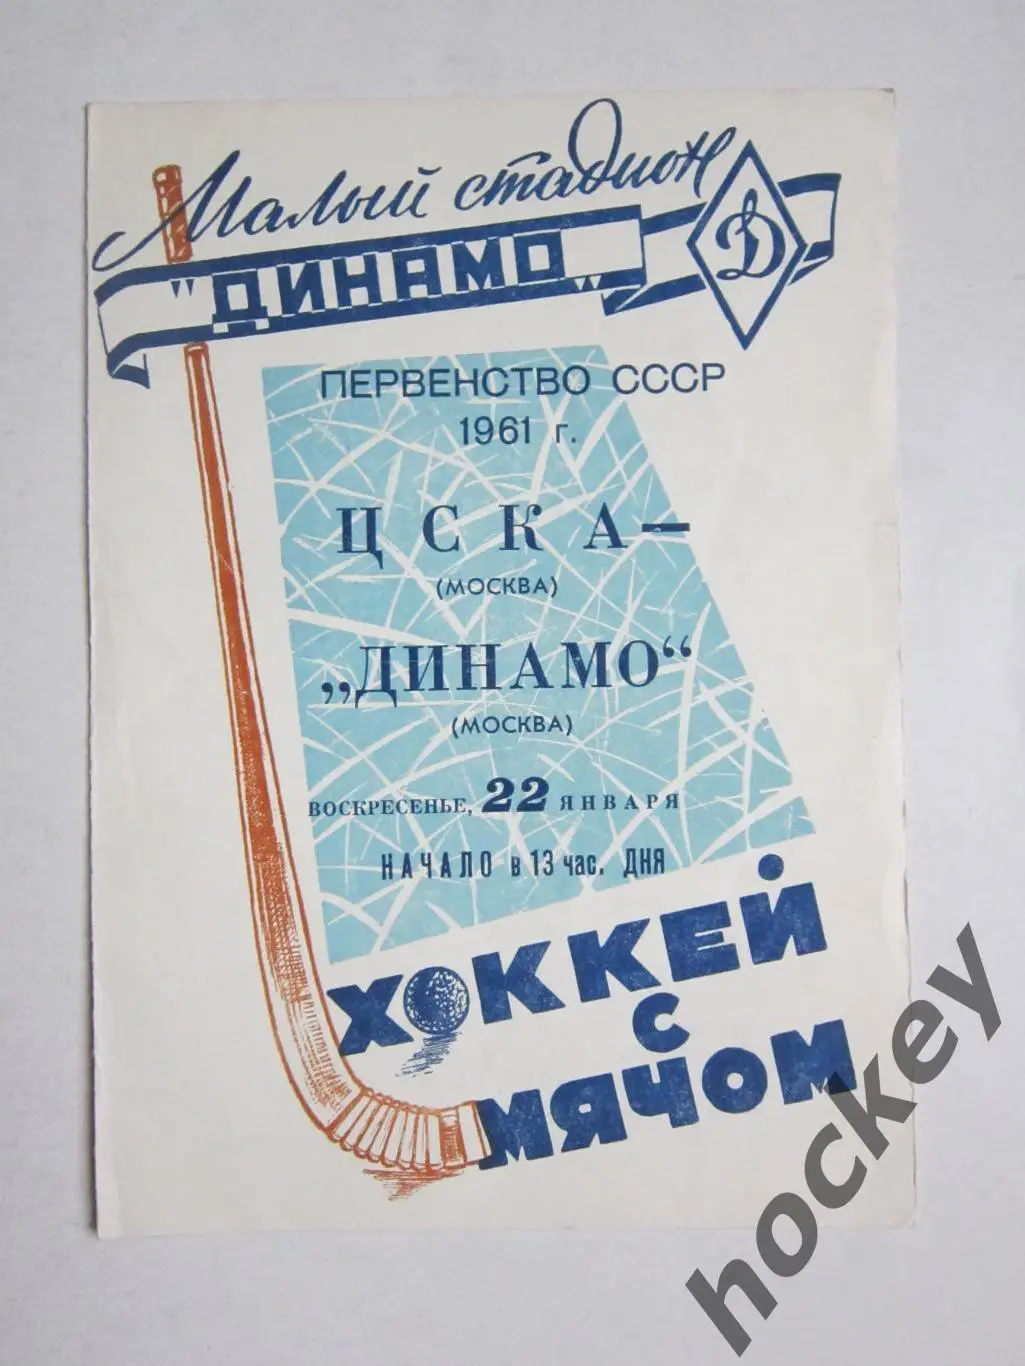 Малый стадион
"ДИНАМО"
Д
ПЕРВЕНСТВО СССР
1961 г.
ЦСКА—
(МОСКВА)
„ДИНАМО“
(МОСКВА)
ВОСКРЕСЕНЬЕ, 22 ЯНВАРЯ
НАЧАЛО в 13 час. ДНЯ
ХОККЕЙ
С
МЯЧОМ
hockey